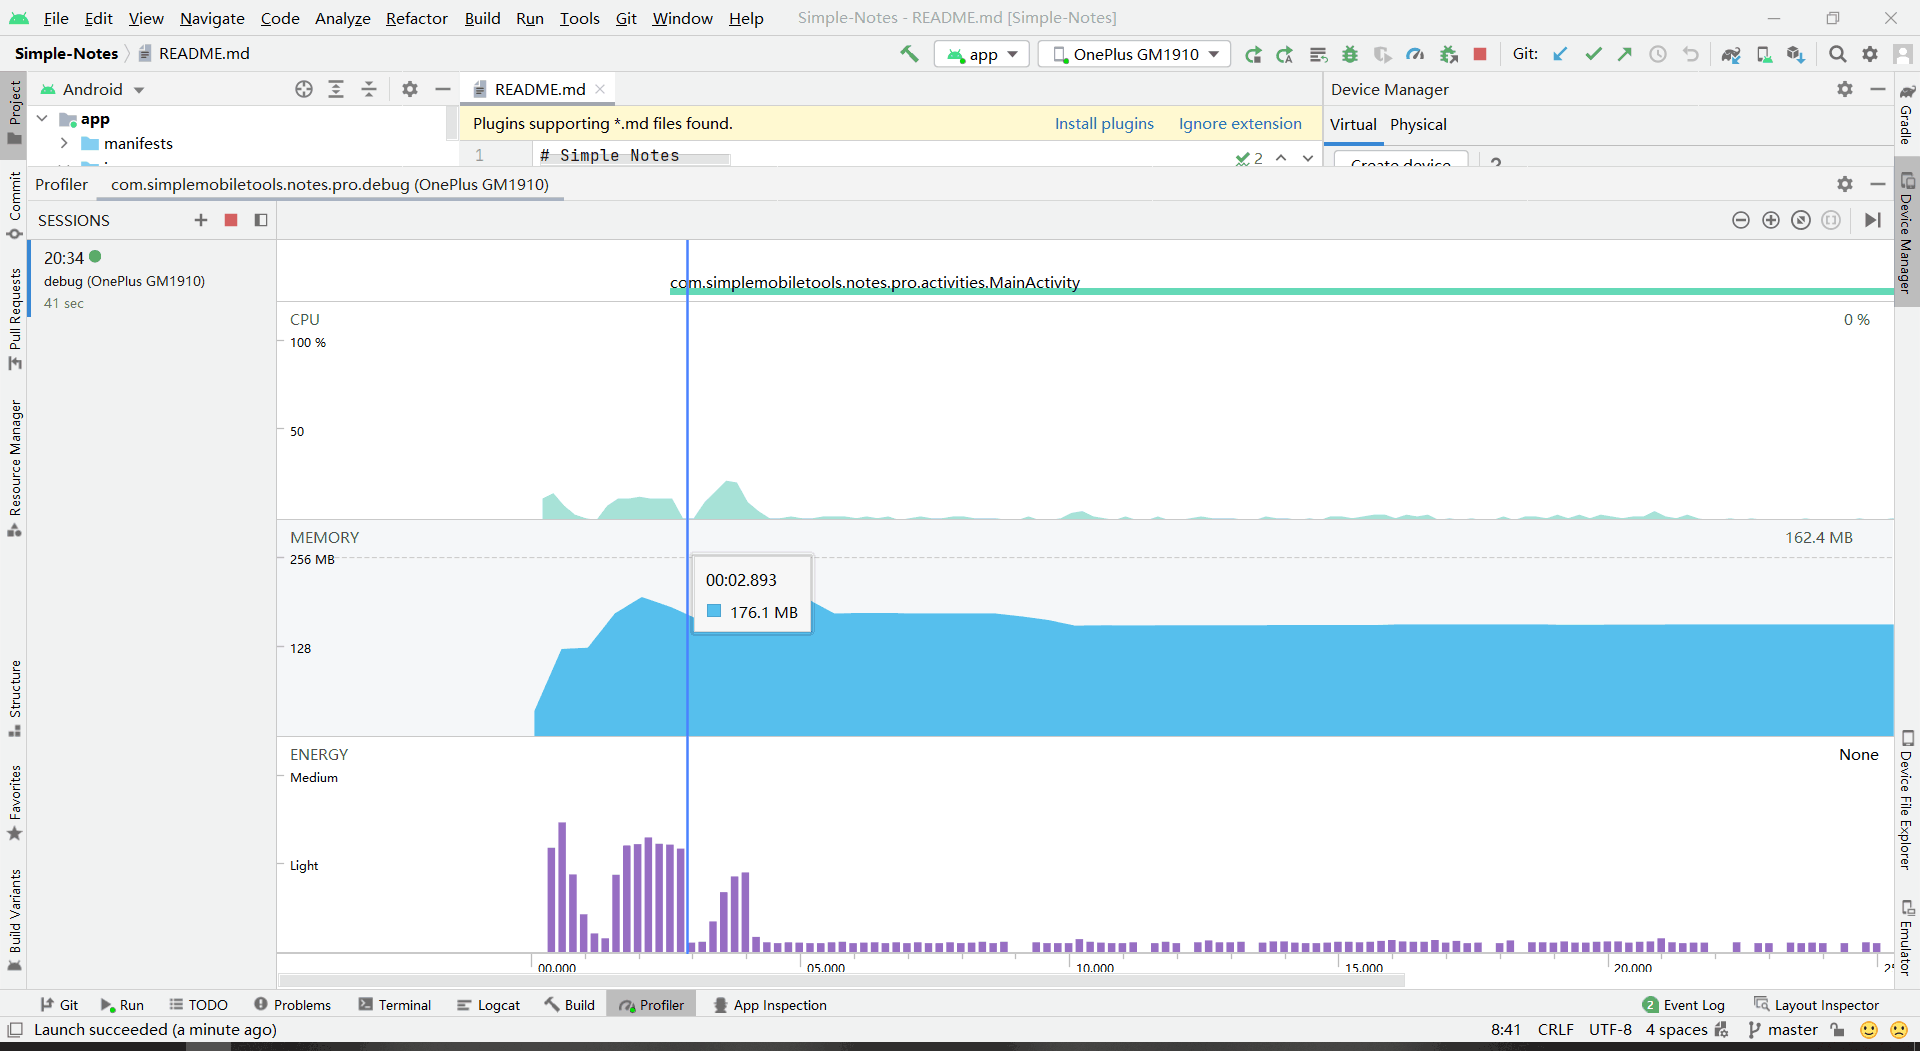 File Edit View Navigate Code Analyze Refactor Build Run Tools Git Window Help Simple-Notes - README.md [Simple-Notes]
Simple-Notes README.md app OnePlus GM1910 Git:
Project
Android
README.md
Device Manager
Gradle
app
manifests
Plugins supporting *.md files found. Install plugins Ignore extension
Virtual Physical
1 # Simple Notes 2
Create device ?
Profiler com.simplemobiletools.notes.pro.debug (OnePlus GM1910)
Commit
Device Manager
SESSIONS
20:34
debug (OnePlus GM1910)
41 sec
com.simplemobiletools.notes.pro.activities.MainActivity
Pull Requests
CPU 0 %
100 %
50
Resource Manager
MEMORY 162.4 MB
256 MB
00:02.893
176.1 MB
128
Structure
ENERGY None
Medium
Light
Favorites
Device File Explorer
Build Variants
Emulator
00.000 05.000 10.000 15.000 20.000
Git Run TODO Problems Terminal Logcat Build Profiler App Inspection 2 Event Log Layout Inspector
Launch succeeded (a minute ago) 8:41 CRLF UTF-8 4 spaces master